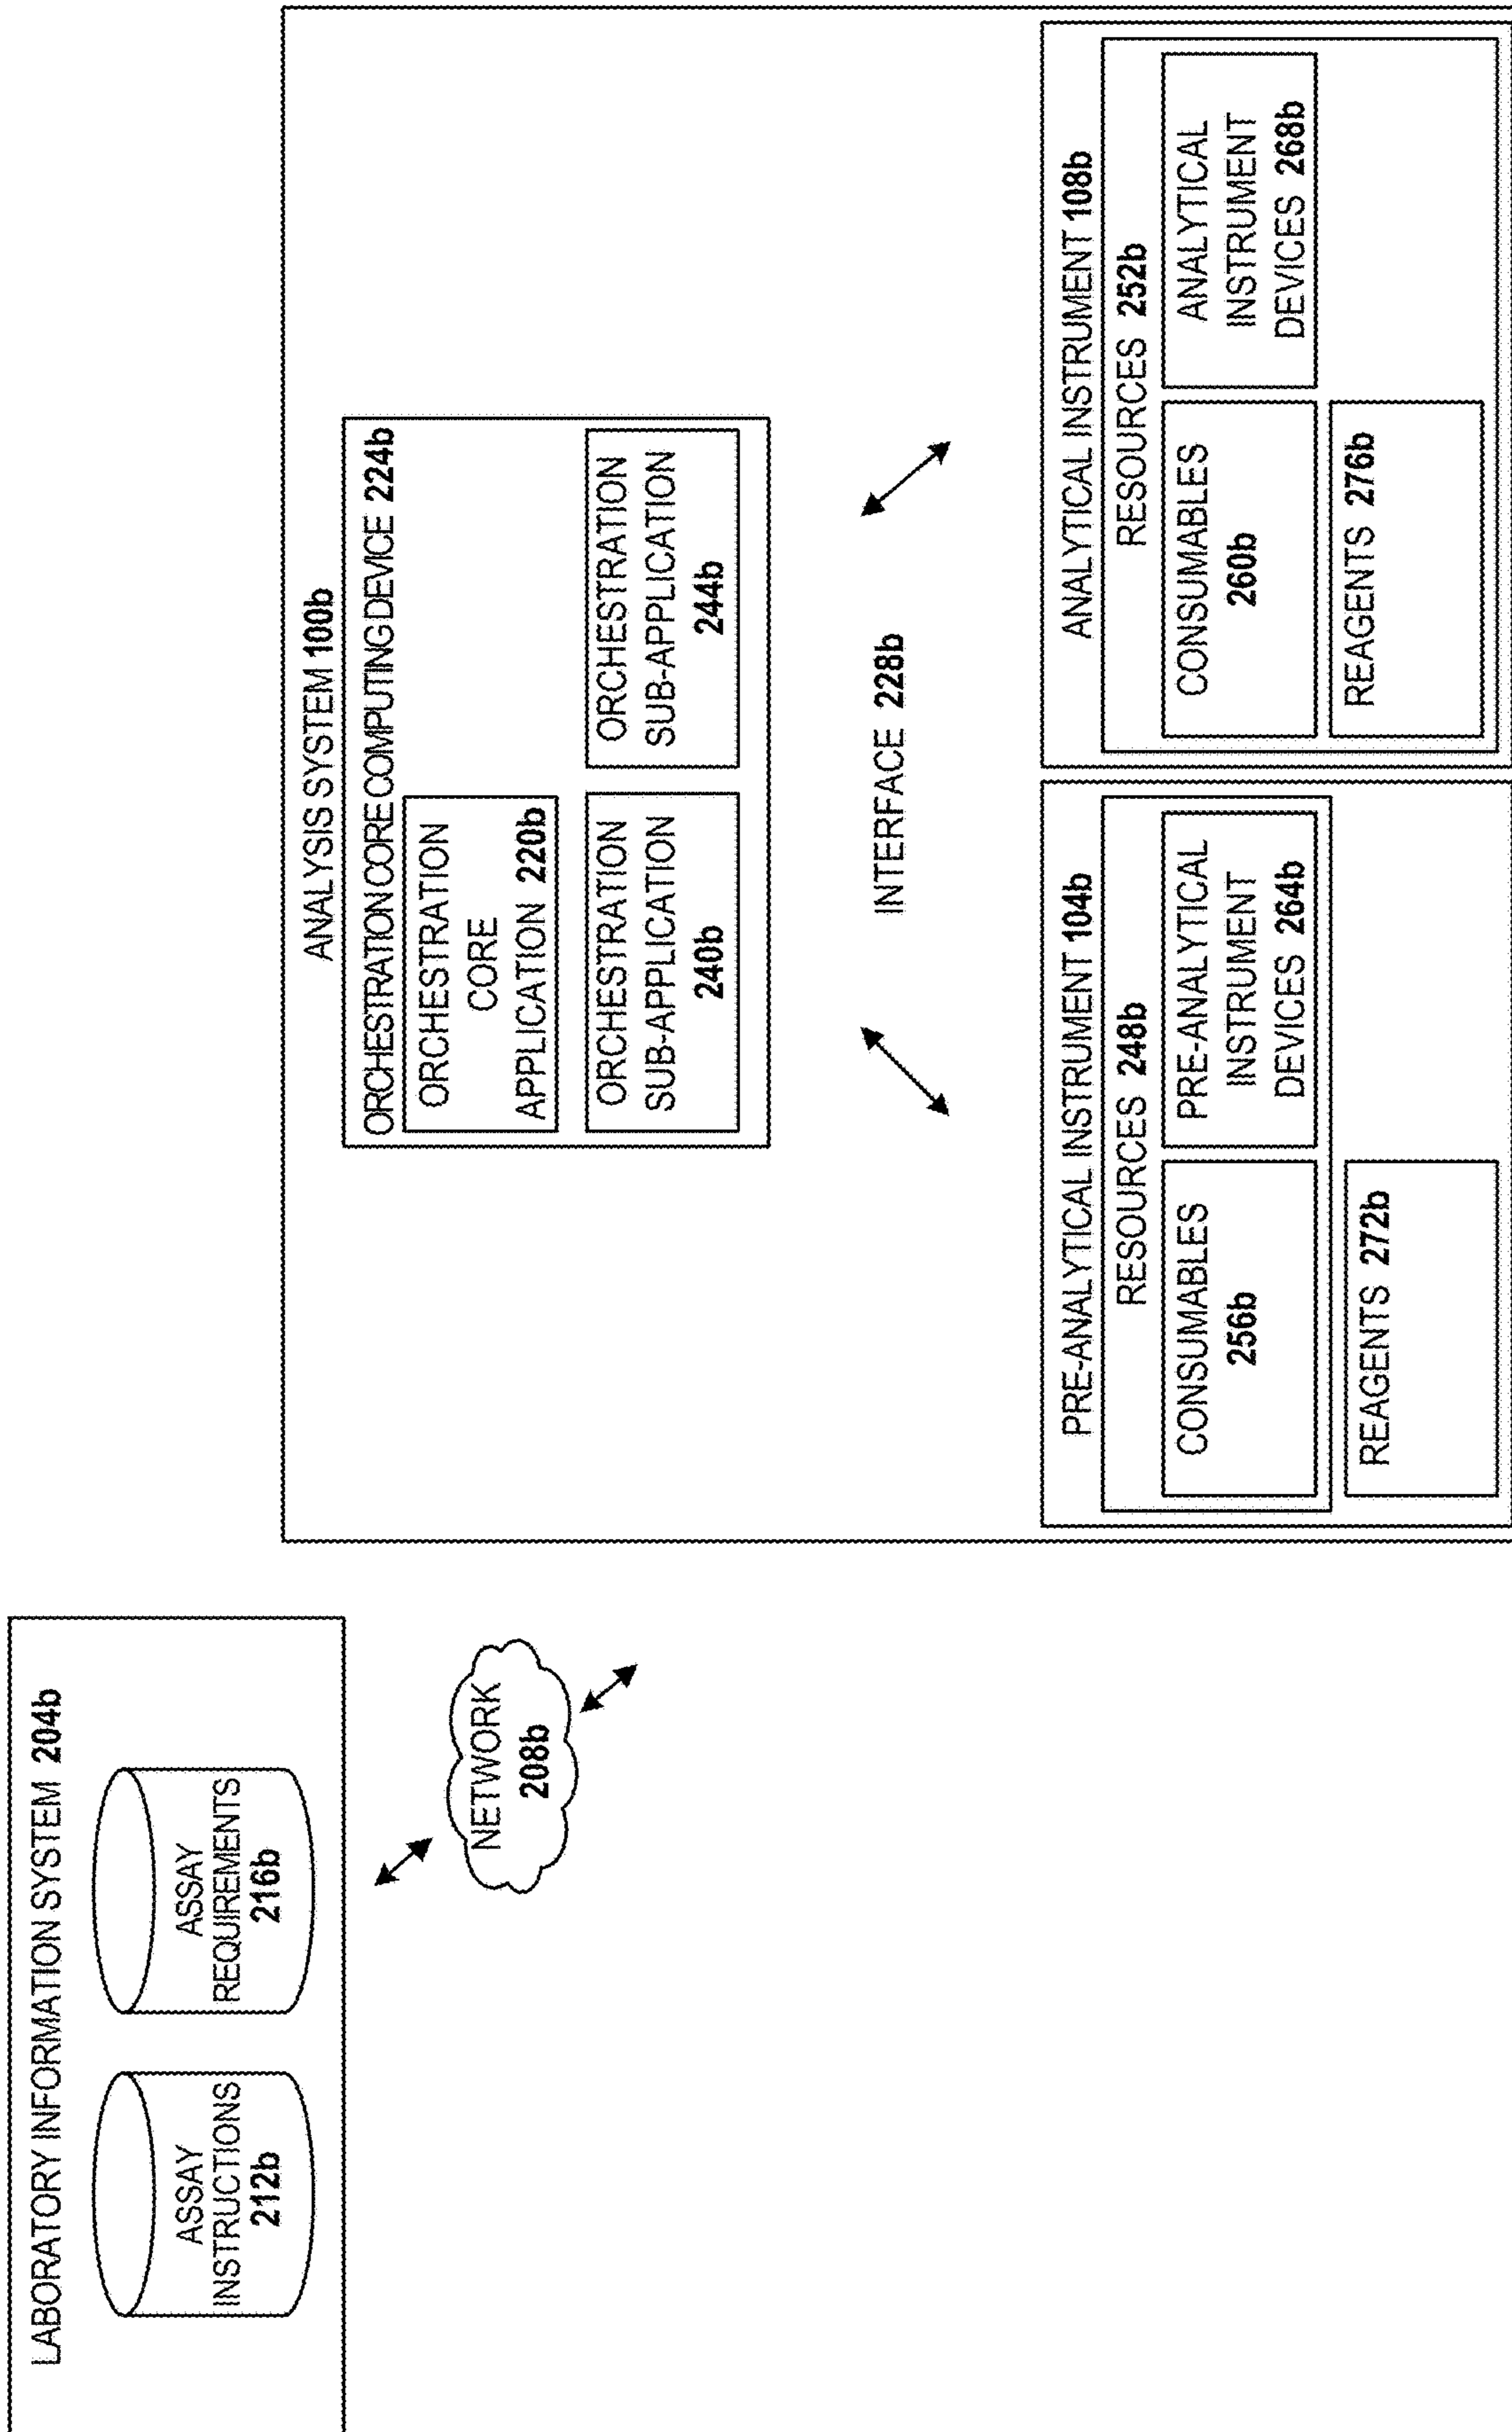 LABORATORY INFORMATION SYSTEM 204b
ASSAY
INSTRUCTIONS
212b
ASSAY
REQUIREMENTS
216b
NETWORK
208b
ANALYSIS SYSTEM 100b
ORCHESTRATION CORE COMPUTING DEVICE 224b
ORCHESTRATION
CORE
APPLICATION 220b
ORCHESTRATION
SUB-APPLICATION
240b
ORCHESTRATION
SUB-APPLICATION
244b
INTERFACE 228b
PRE-ANALYTICAL INSTRUMENT 104b
RESOURCES 248b
CONSUMABLES
256b
PRE-ANALYTICAL
INSTRUMENT
DEVICES 264b
REAGENTS 272b
ANALYTICAL INSTRUMENT 108b
RESOURCES 252b
CONSUMABLES
260b
ANALYTICAL
INSTRUMENT
DEVICES 268b
REAGENTS 276b